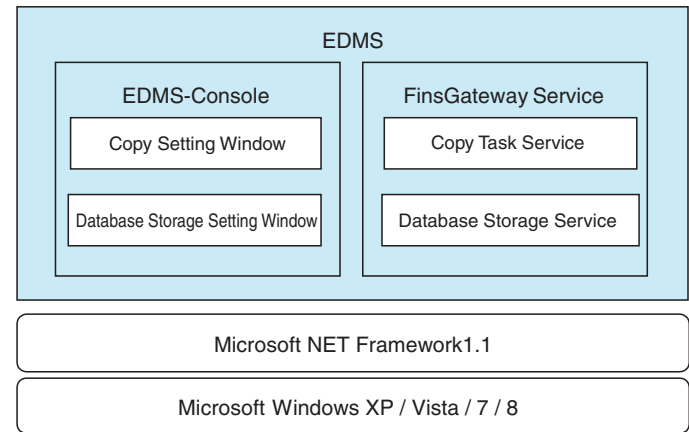 EDMS
EDMS-Console
Copy Setting Window
Database Storage Setting Window
FinsGateway Service
Copy Task Service
Database Storage Service
Microsoft NET Framework1.1
Microsoft Windows XP / Vista / 7 / 8